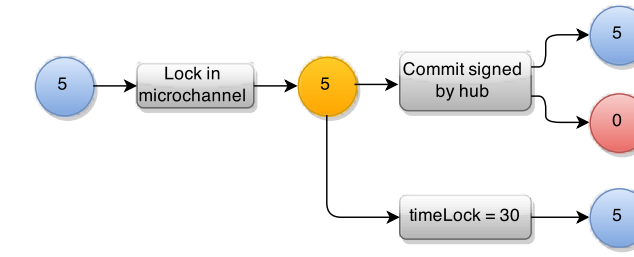 5
Lock in
microchannel
5
Commit signed
by hub
5
0
timeLock = 30
5